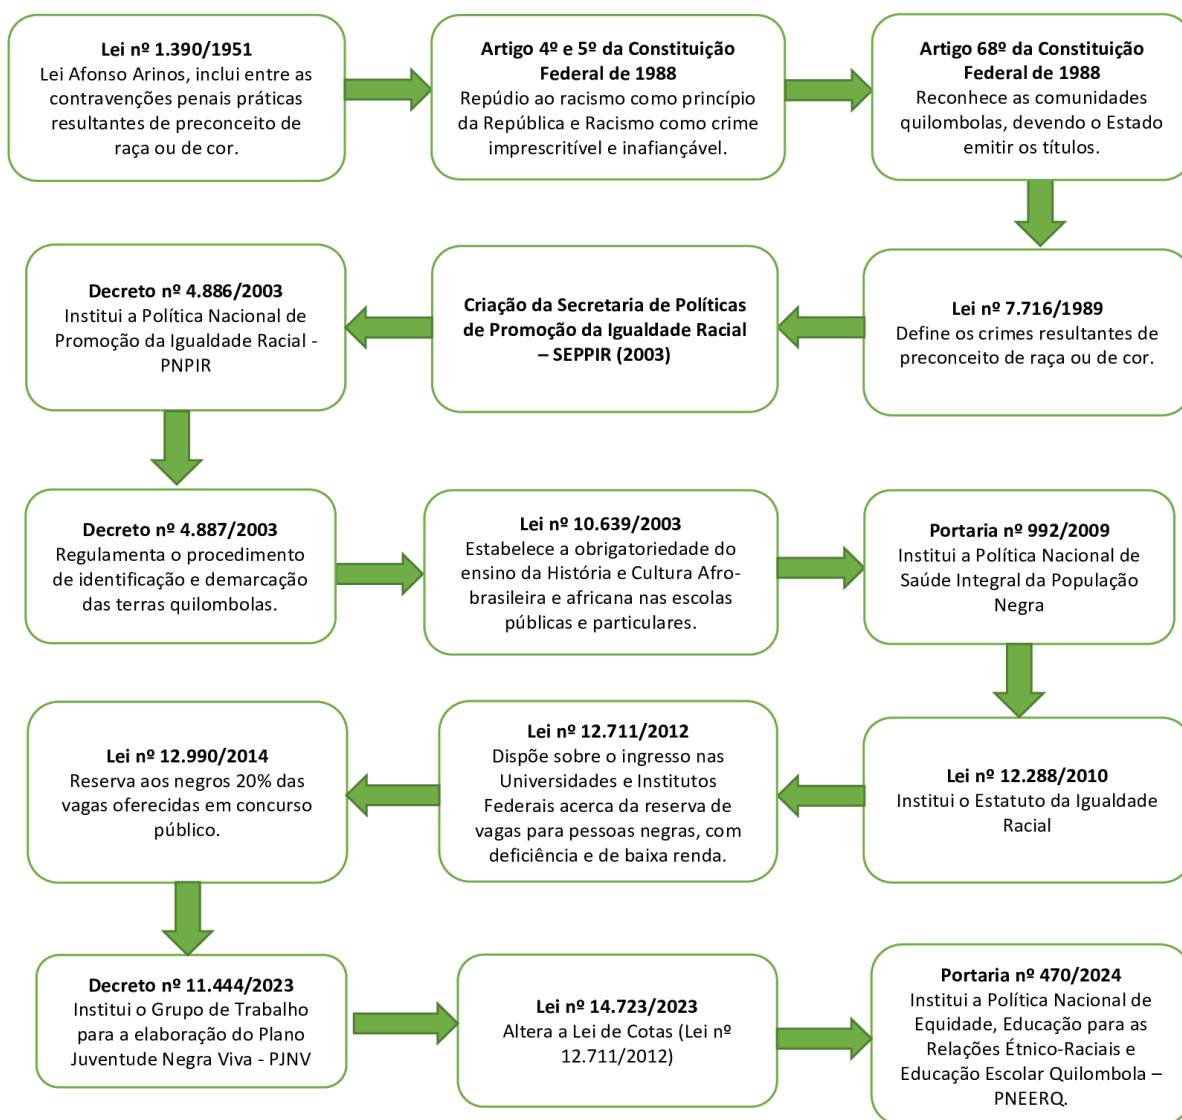 Lei nº 1.390/1951
Lei Afonso Arinos, inclui entre as
contravenções penais práticas
resultantes de preconceito de
raça ou de cor.
Artigo 4º e 5º da Constituição
Federal de 1988
Repúdio ao racismo como princípio
da República e Racismo como crime
imprescritível e inafiançável.
Artigo 68º da Constituição
Federal de 1988
Reconhece as comunidades
quilombolas, devendo o Estado
emitir os títulos.
Lei nº 7.716/1989
Define os crimes resultantes de
preconceito de raça ou de cor.
Criação da Secretaria de Políticas
de Promoção da Igualdade Racial
– SEPPIR (2003)
Decreto nº 4.886/2003
Institui a Política Nacional de
Promoção da Igualdade Racial -
PNPIR
Decreto nº 4.887/2003
Regulamenta o procedimento
de identificação e demarcação
das terras quilombolas.
Lei nº 10.639/2003
Estabelece a obrigatoriedade do
ensino da História e Cultura Afro-
brasileira e africana nas escolas
públicas e particulares.
Portaria nº 992/2009
Institui a Política Nacional de
Saúde Integral da População
Negra
Lei nº 12.288/2010
Institui o Estatuto da Igualdade
Racial
Lei nº 12.711/2012
Dispõe sobre o ingresso nas
Universidades e Institutos
Federais acerca da reserva de
vagas para pessoas negras, com
deficiência e de baixa renda.
Lei nº 12.990/2014
Reserva aos negros 20% das
vagas oferecidas em concurso
público.
Decreto nº 11.444/2023
Institui o Grupo de Trabalho
para a elaboração do Plano
Juventude Negra Viva - PJNV
Lei nº 14.723/2023
Altera a Lei de Cotas (Lei nº
12.711/2012)
Portaria nº 470/2024
Institui a Política Nacional de
Equidade, Educação para as
Relações Étnico-Raciais e
Educação Escolar Quilombola –
PNEERQ.